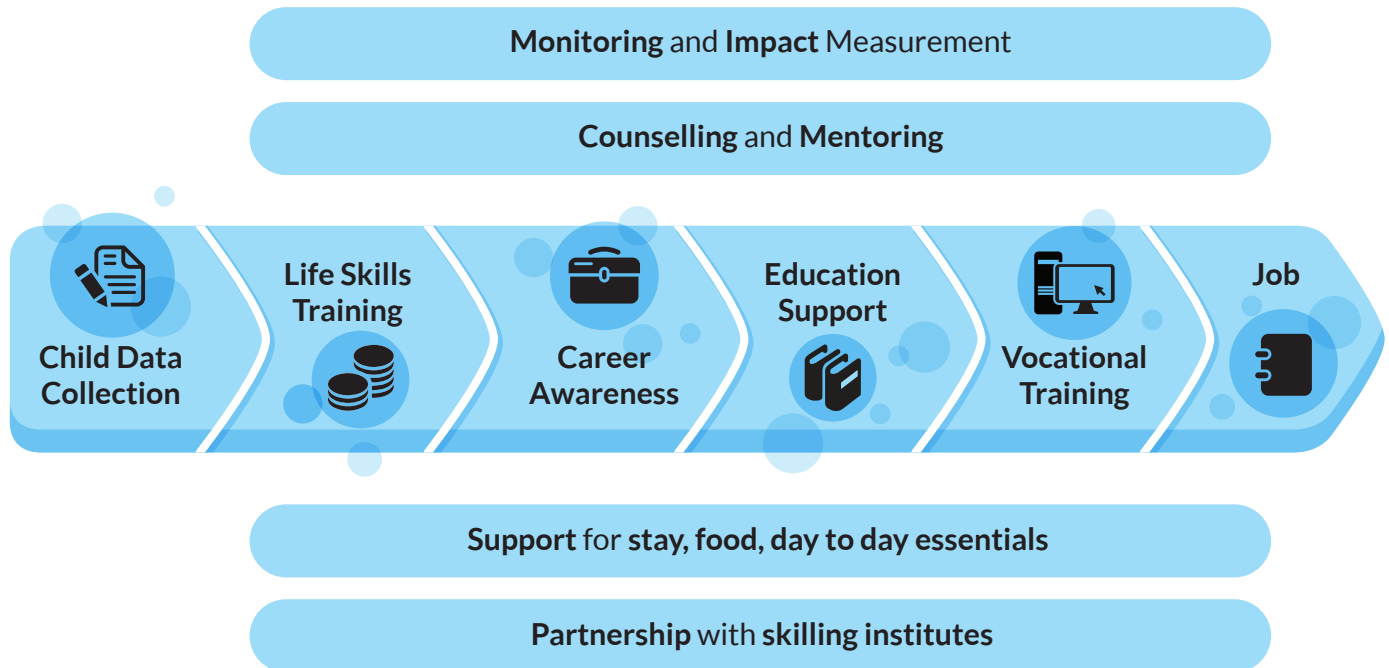 Monitoring and Impact Measurement
Counselling and Mentoring
Child Data
Collection
Life Skills
Training
Career
Awareness
Education
Support
Vocational
Training
Job
Support for stay, food, day to day essentials
Partnership with skilling institutes